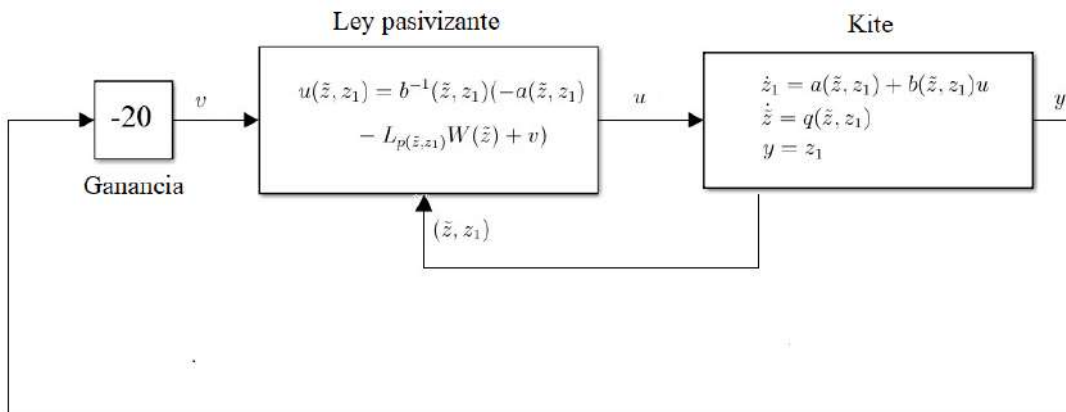 Ley pasivizante
Kite
-20
Ganancia
v
u(z̃, z₁) = b⁻¹(z̃, z₁)(−a(z̃, z₁)
− L_{p(z̃,z₁)}W(z̃) + v)
u
ż₁ = a(z̃, z₁) + b(z̃, z₁)u
z̃̇ = q(z̃, z₁)
y = z₁
y
(z̃, z₁)